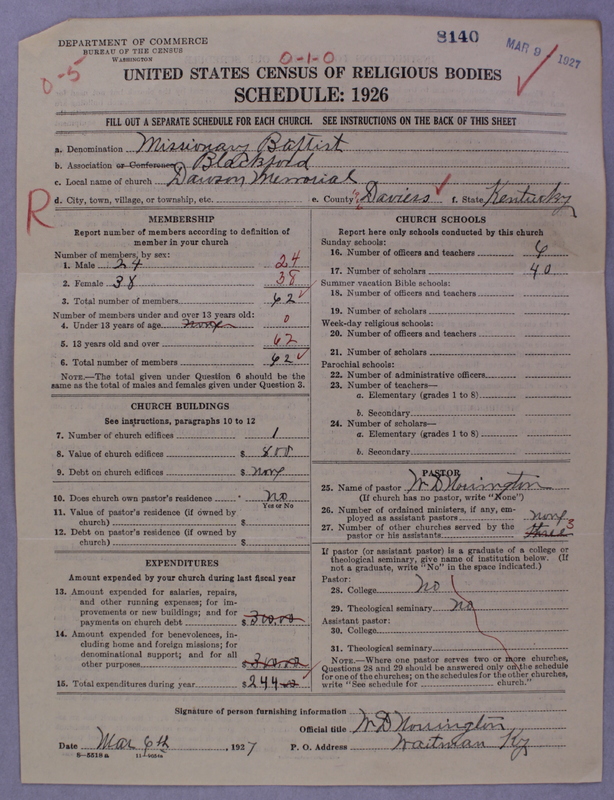 DEPARTMENT OF COMMERCE
BUREAU OF THE CENSUS
WASHINGTON
8140
MAR 9 1927
0-1-0
0-5
UNITED STATES CENSUS OF RELIGIOUS BODIES
SCHEDULE: 1926
FILL OUT A SEPARATE SCHEDULE FOR EACH CHURCH. SEE INSTRUCTIONS ON THE BACK OF THIS SHEET
a. Denomination Missionary Baptist
b. Association or Conference Blackford
c. Local name of church Dawson Memorial
R
d. City, town, village, or township, etc. e. County Daviess f. State Kentucky
MEMBERSHIP
Report number of members according to definition of
member in your church
Number of members, by sex:
1. Male 24 24
2. Female 38 38
3. Total number of members 62
Number of members under and over 13 years old:
4. Under 13 years of age none 0
5. 13 years old and over 62
6. Total number of members 62
NOTE.—The total given under Question 6 should be the
same as the total of males and females given under Question 3.
CHURCH BUILDINGS
See instructions, paragraphs 10 to 12
7. Number of church edifices 1
8. Value of church edifices $ 800
9. Debt on church edifices $ none
10. Does church own pastor's residence no
Yes or No
11. Value of pastor's residence (if owned by
church) $
12. Debt on pastor's residence (if owned by
church) $
EXPENDITURES
Amount expended by your church during last fiscal year
13. Amount expended for salaries, repairs,
and other running expenses; for im-
provements or new buildings; and for
payments on church debt $
14. Amount expended for benevolences, in-
cluding home and foreign missions; for
denominational support; and for all
other purposes $
15. Total expenditures during year $ 244.00
CHURCH SCHOOLS
Report here only schools conducted by this church
Sunday schools:
16. Number of officers and teachers 6
17. Number of scholars 40
Summer vacation Bible schools:
18. Number of officers and teachers
19. Number of scholars
Week-day religious schools:
20. Number of officers and teachers
21. Number of scholars
Parochial schools:
22. Number of administrative officers
23. Number of teachers—
a. Elementary (grades 1 to 8)
b. Secondary
24. Number of scholars—
a. Elementary (grades 1 to 8)
b. Secondary
PASTOR
25. Name of pastor W D Nourington
(If church has no pastor, write "None")
26. Number of ordained ministers, if any, em-
ployed as assistant pastors none
27. Number of other churches served by the
pastor or his assistants three 3
If pastor (or assistant pastor) is a graduate of a college or
theological seminary, give name of institution below. (If
not a graduate, write "No" in the space indicated.)
Pastor:
28. College No
29. Theological seminary no
Assistant pastor:
30. College
31. Theological seminary
NOTE.—Where one pastor serves two or more churches,
Questions 28 and 29 should be answered only on the schedule
for one of the churches; on the schedules for the other churches,
write "See schedule for church."
Signature of person furnishing information
Official title W D Nourington
Date Mar 6th, 1927 P. O. Address Waitman Ky
8-5518a